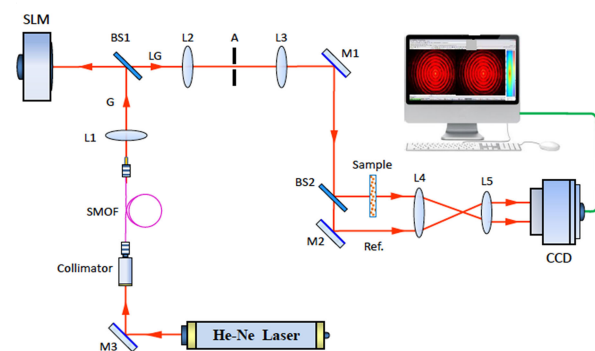 SLM
BS1
LG
L2
A
L3
M1
G
L1
SMOF
Collimator
M3
He-Ne Laser
BS2
Sample
L4
L5
M2
Ref.
CCD